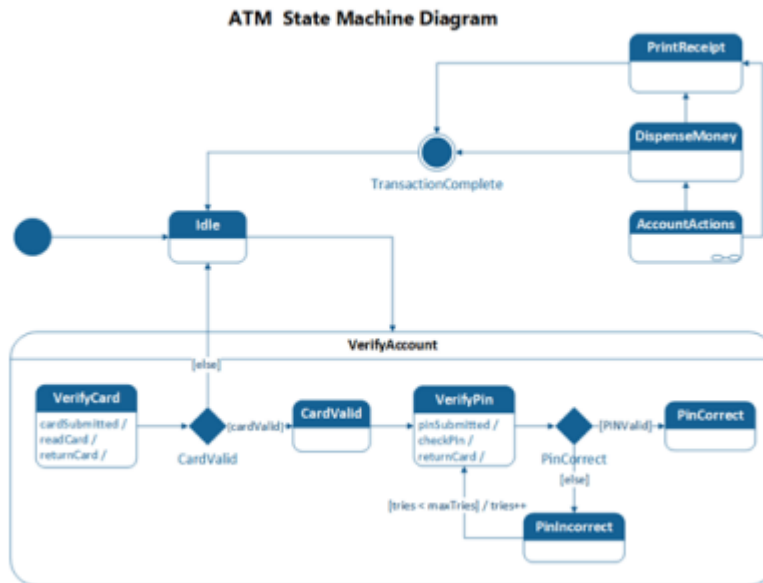 ATM State Machine Diagram
PrintReceipt
DispenseMoney
TransactionComplete
Idle
AccountActions
VerifyAccount
[else]
VerifyCard
cardSubmitted /
readCard /
returnCard /
CardValid
[cardValid]
CardValid
VerifyPin
pinSubmitted /
checkPin /
returnCard /
PinCorrect
[PINValid]
PinCorrect
[else]
[tries < maxTries] / tries++
PinIncorrect